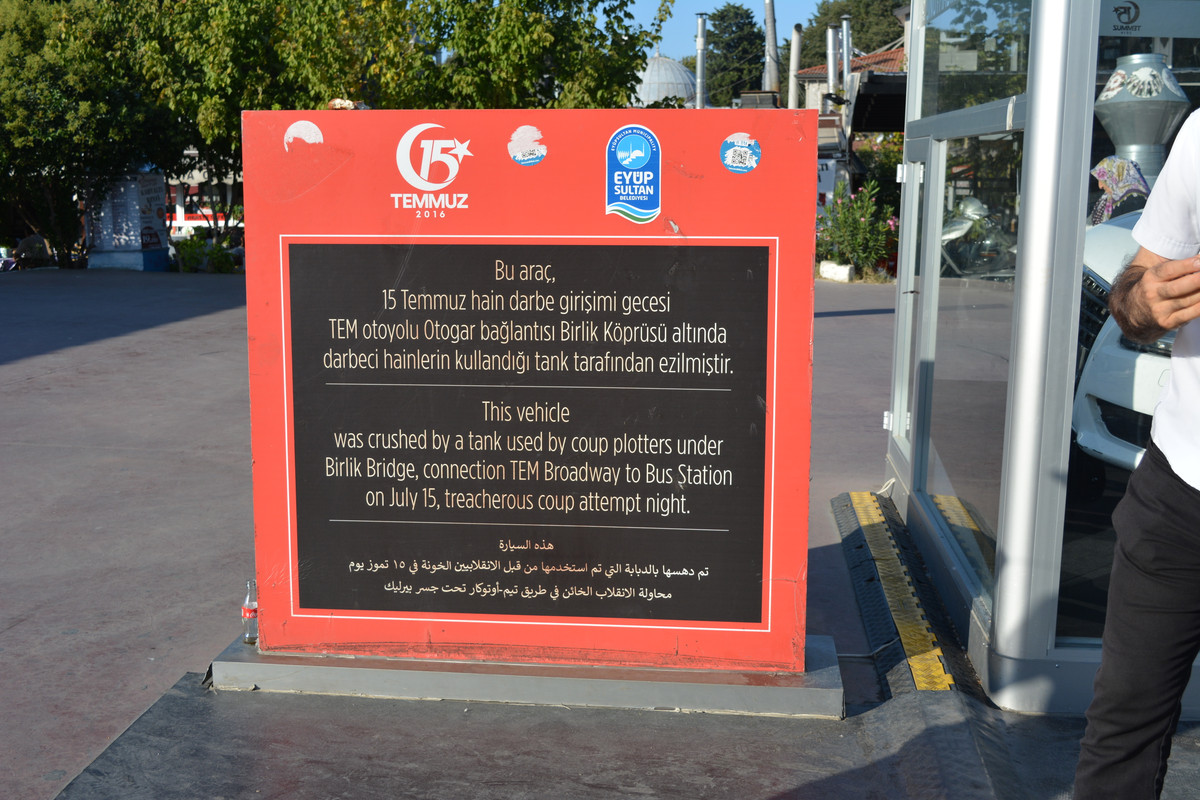 15
TEMMUZ
2016
EYÜPSULTAN MUNICIPALITY
EYÜP
SULTAN
BELEDİYESİ
Bu araç,
15 Temmuz hain darbe girişimi gecesi
TEM otoyolu Otogar bağlantısı Birlik Köprüsü altında
darbeci hainlerin kullandığı tank tarafından ezilmiştir.
This vehicle
was crushed by a tank used by coup plotters under
Birlik Bridge, connection TEM Broadway to Bus Station
on July 15, treacherous coup attempt night.
هذه السيارة
تم دهسها بالدبابة التي تم استخدمها من قبل الانقلابيين الخونة في ١٥ تموز يوم
محاولة الانقلاب الخائن في طريق تيم-أوتوكار تحت جسر بيرليك
SUMMET